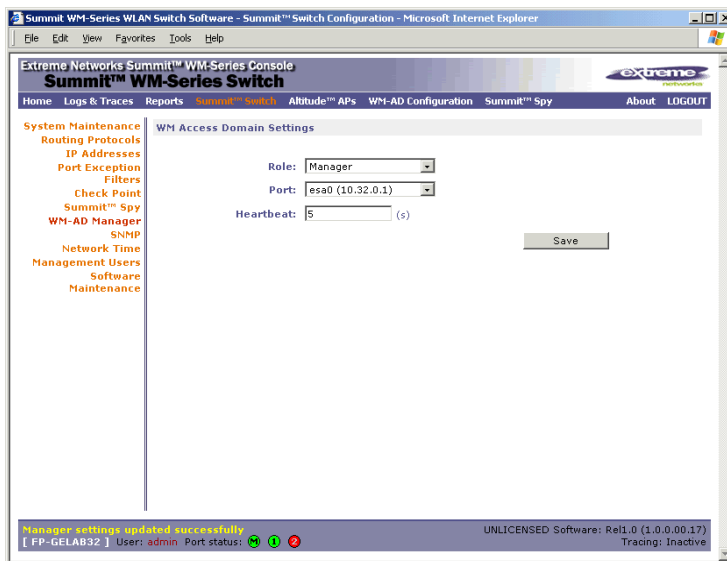 Summit WM-Series WLAN Switch Software - Summit™ Switch Configuration - Microsoft Internet Explorer
File Edit View Favorites Tools Help
Extreme Networks Summit™ WM-Series Console
Summit™ WM-Series Switch
extreme
networks
Home Logs & Traces Reports Summit™ Switch Altitude™ APs WM-AD Configuration Summit™ Spy About LOGOUT
System Maintenance
Routing Protocols
IP Addresses
Port Exception
Filters
Check Point
Summit™ Spy
WM-AD Manager
SNMP
Network Time
Management Users
Software
Maintenance
WM Access Domain Settings
Role: Manager
Port: esa0 (10.32.0.1)
Heartbeat: 5 (s)
Save
Manager settings updated successfully
[ FP-GELAB32 ] User: admin Port status: M 1 2
UNLICENSED Software: Rel1.0 (1.0.0.00.17)
Tracing: Inactive